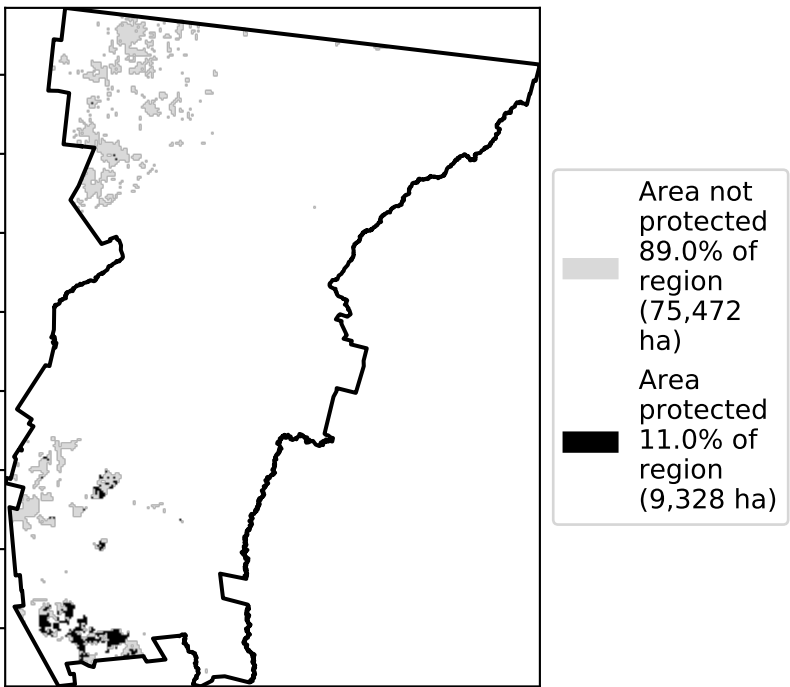 Area not
protected
89.0% of
region
(75,472
ha)
Area
protected
11.0% of
region
(9,328 ha)